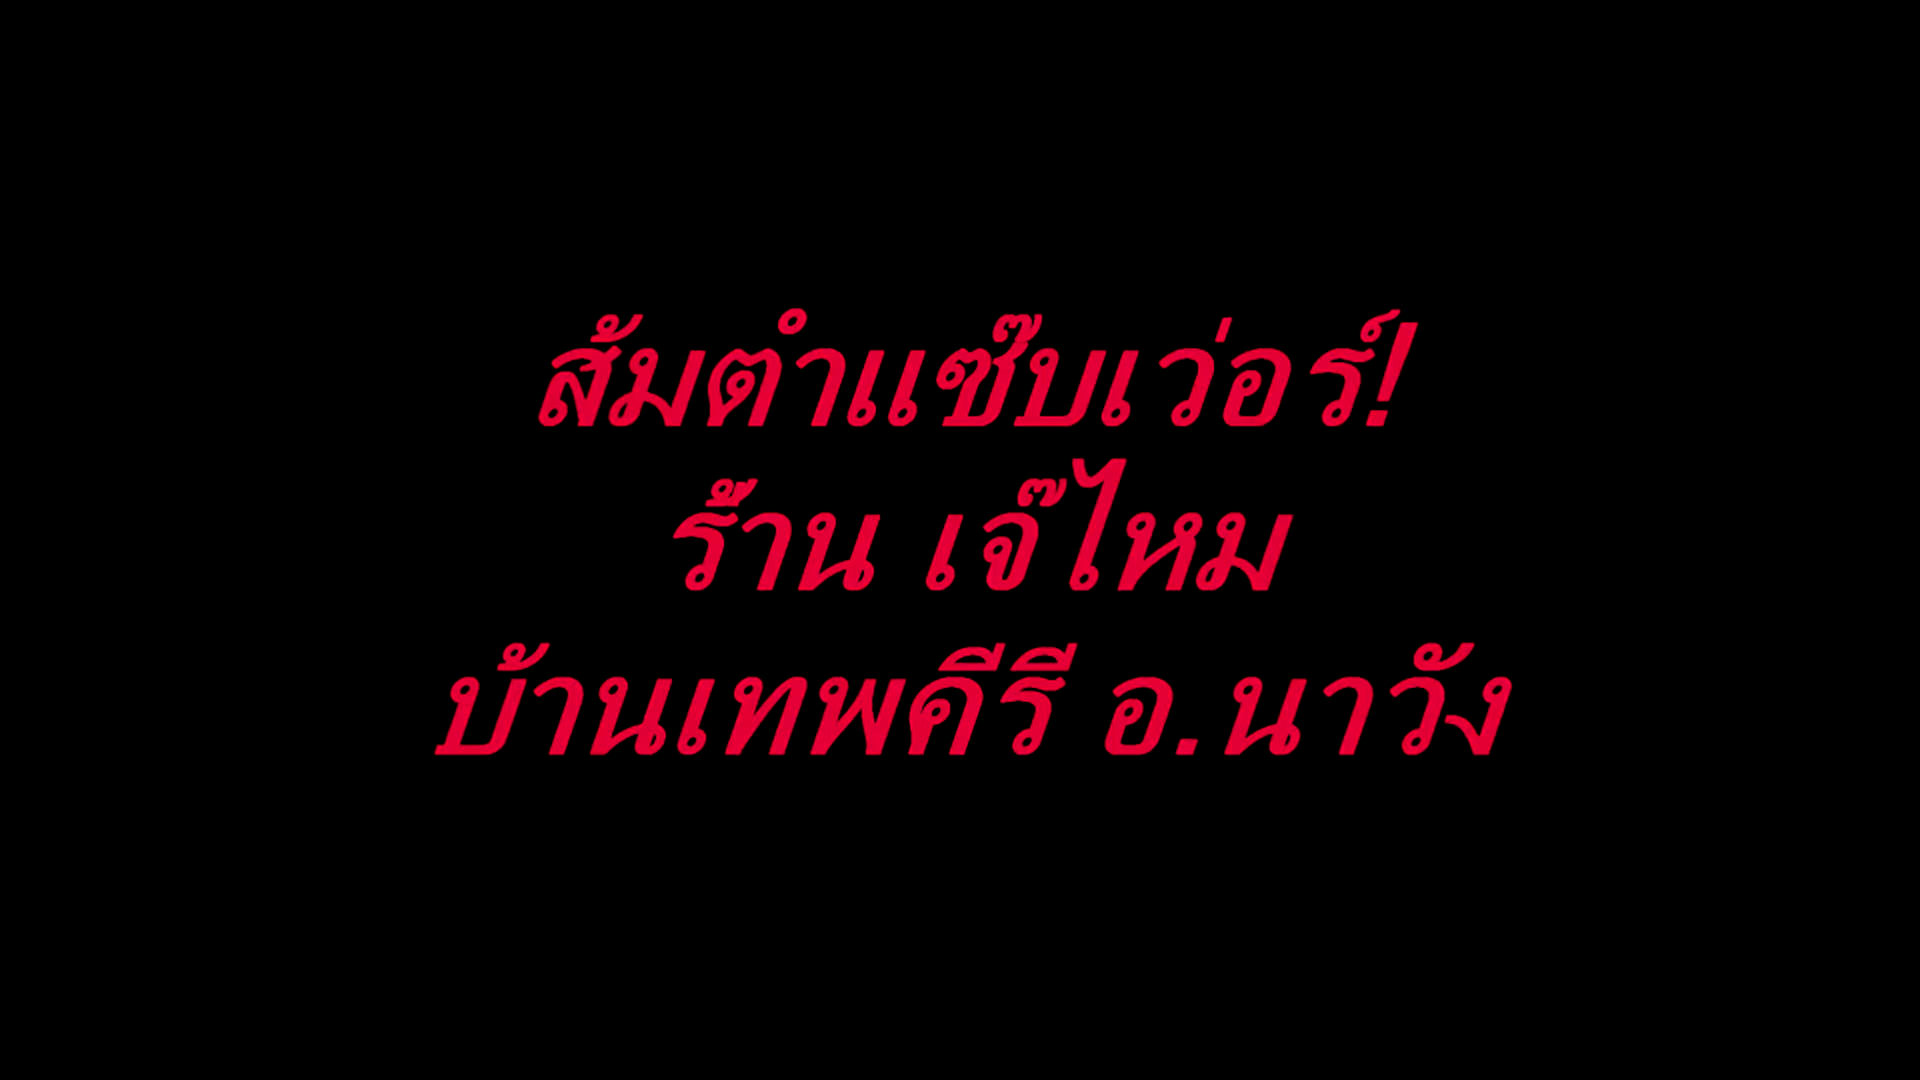 ส้มตำแซ๊บเว่อร์!
ร้าน เจ๊ไหม
บ้านเทพคีรี อ.นาวัง